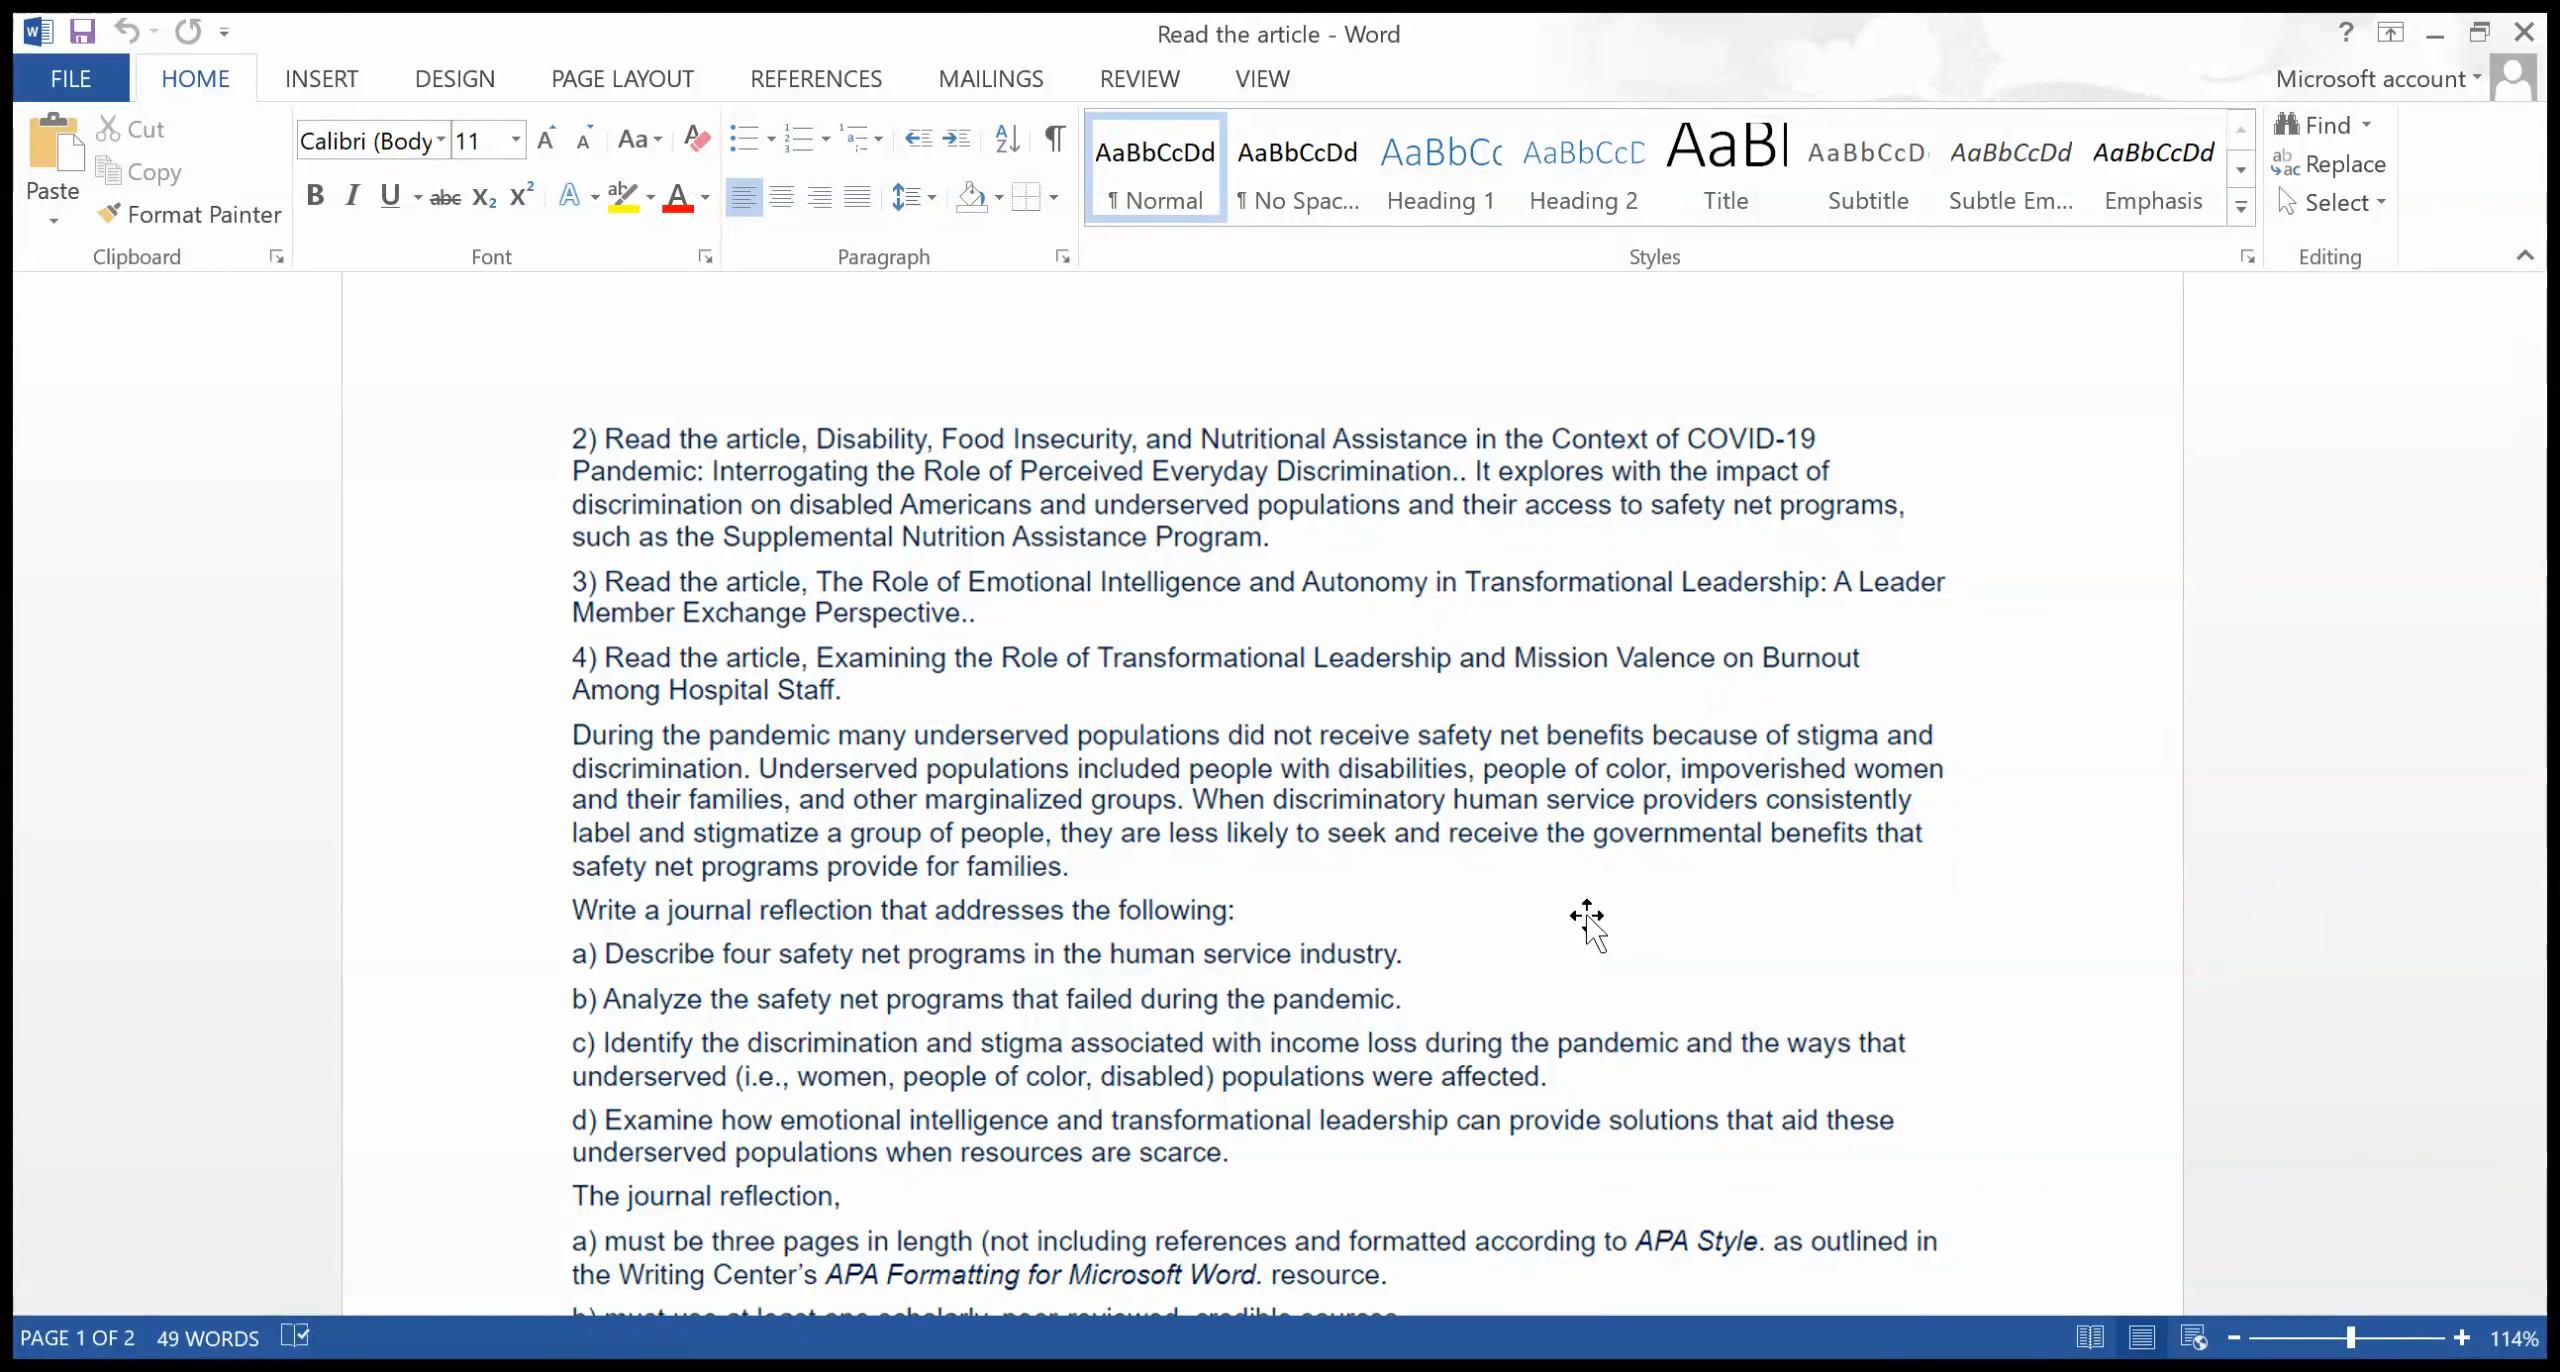 Read the article - Word
?
FILE HOME INSERT DESIGN PAGE LAYOUT REFERENCES MAILINGS REVIEW VIEW Microsoft account
Paste
Cut
Copy
Format Painter
Clipboard
Calibri (Body 11
Font
Paragraph
AaBbCcDd AaBbCcDd AaBbCc AaBbCcD AaBl AaBbCcD AaBbCcDd AaBbCcDd
¶ Normal ¶ No Spac... Heading 1 Heading 2 Title Subtitle Subtle Em... Emphasis
Styles
Find
Replace
Select
Editing
2) Read the article, Disability, Food Insecurity, and Nutritional Assistance in the Context of COVID-19
Pandemic: Interrogating the Role of Perceived Everyday Discrimination.. It explores with the impact of
discrimination on disabled Americans and underserved populations and their access to safety net programs,
such as the Supplemental Nutrition Assistance Program.
3) Read the article, The Role of Emotional Intelligence and Autonomy in Transformational Leadership: A Leader
Member Exchange Perspective..
4) Read the article, Examining the Role of Transformational Leadership and Mission Valence on Burnout
Among Hospital Staff.
During the pandemic many underserved populations did not receive safety net benefits because of stigma and
discrimination. Underserved populations included people with disabilities, people of color, impoverished women
and their families, and other marginalized groups. When discriminatory human service providers consistently
label and stigmatize a group of people, they are less likely to seek and receive the governmental benefits that
safety net programs provide for families.
Write a journal reflection that addresses the following:
a) Describe four safety net programs in the human service industry.
b) Analyze the safety net programs that failed during the pandemic.
c) Identify the discrimination and stigma associated with income loss during the pandemic and the ways that
underserved (i.e., women, people of color, disabled) populations were affected.
d) Examine how emotional intelligence and transformational leadership can provide solutions that aid these
underserved populations when resources are scarce.
The journal reflection,
a) must be three pages in length (not including references and formatted according to APA Style. as outlined in
the Writing Center's APA Formatting for Microsoft Word. resource.
b) must use at least one scholarly, peer-reviewed, credible sources
PAGE 1 OF 2 49 WORDS 114%